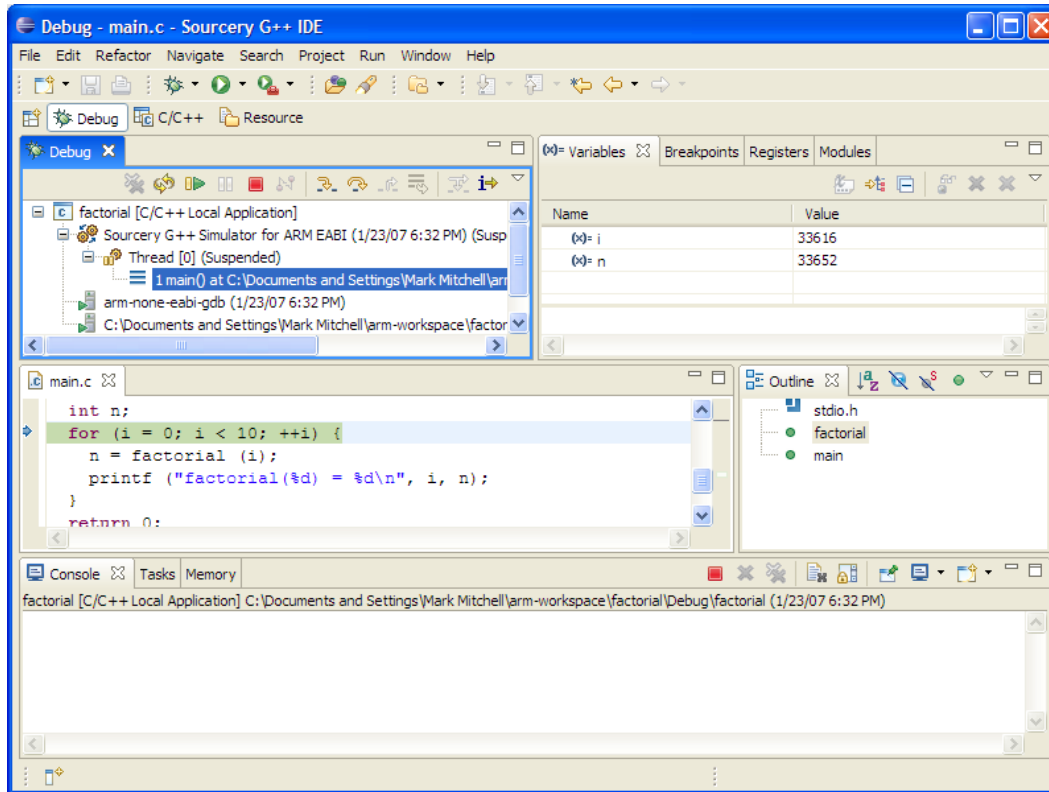 Debug - main.c - Sourcery G++ IDE
File Edit Refactor Navigate Search Project Run Window Help
Debug C/C++ Resource
Debug
factorial [C/C++ Local Application]
Sourcery G++ Simulator for ARM EABI (1/23/07 6:32 PM) (Susp
Thread [0] (Suspended)
1 main() at C:\Documents and Settings\Mark Mitchell\arr
arm-none-eabi-gdb (1/23/07 6:32 PM)
C:\Documents and Settings\Mark Mitchell\arm-workspace\factor
(x)= Variables Breakpoints Registers Modules
Name Value
(x)= i 33616
(x)= n 33652
main.c
int n;
for (i = 0; i < 10; ++i) {
n = factorial (i);
printf ("factorial(%d) = %d\n", i, n);
}
return 0;
Outline
stdio.h
factorial
main
Console Tasks Memory
factorial [C/C++ Local Application] C:\Documents and Settings\Mark Mitchell\arm-workspace\factorial\Debug\factorial (1/23/07 6:32 PM)